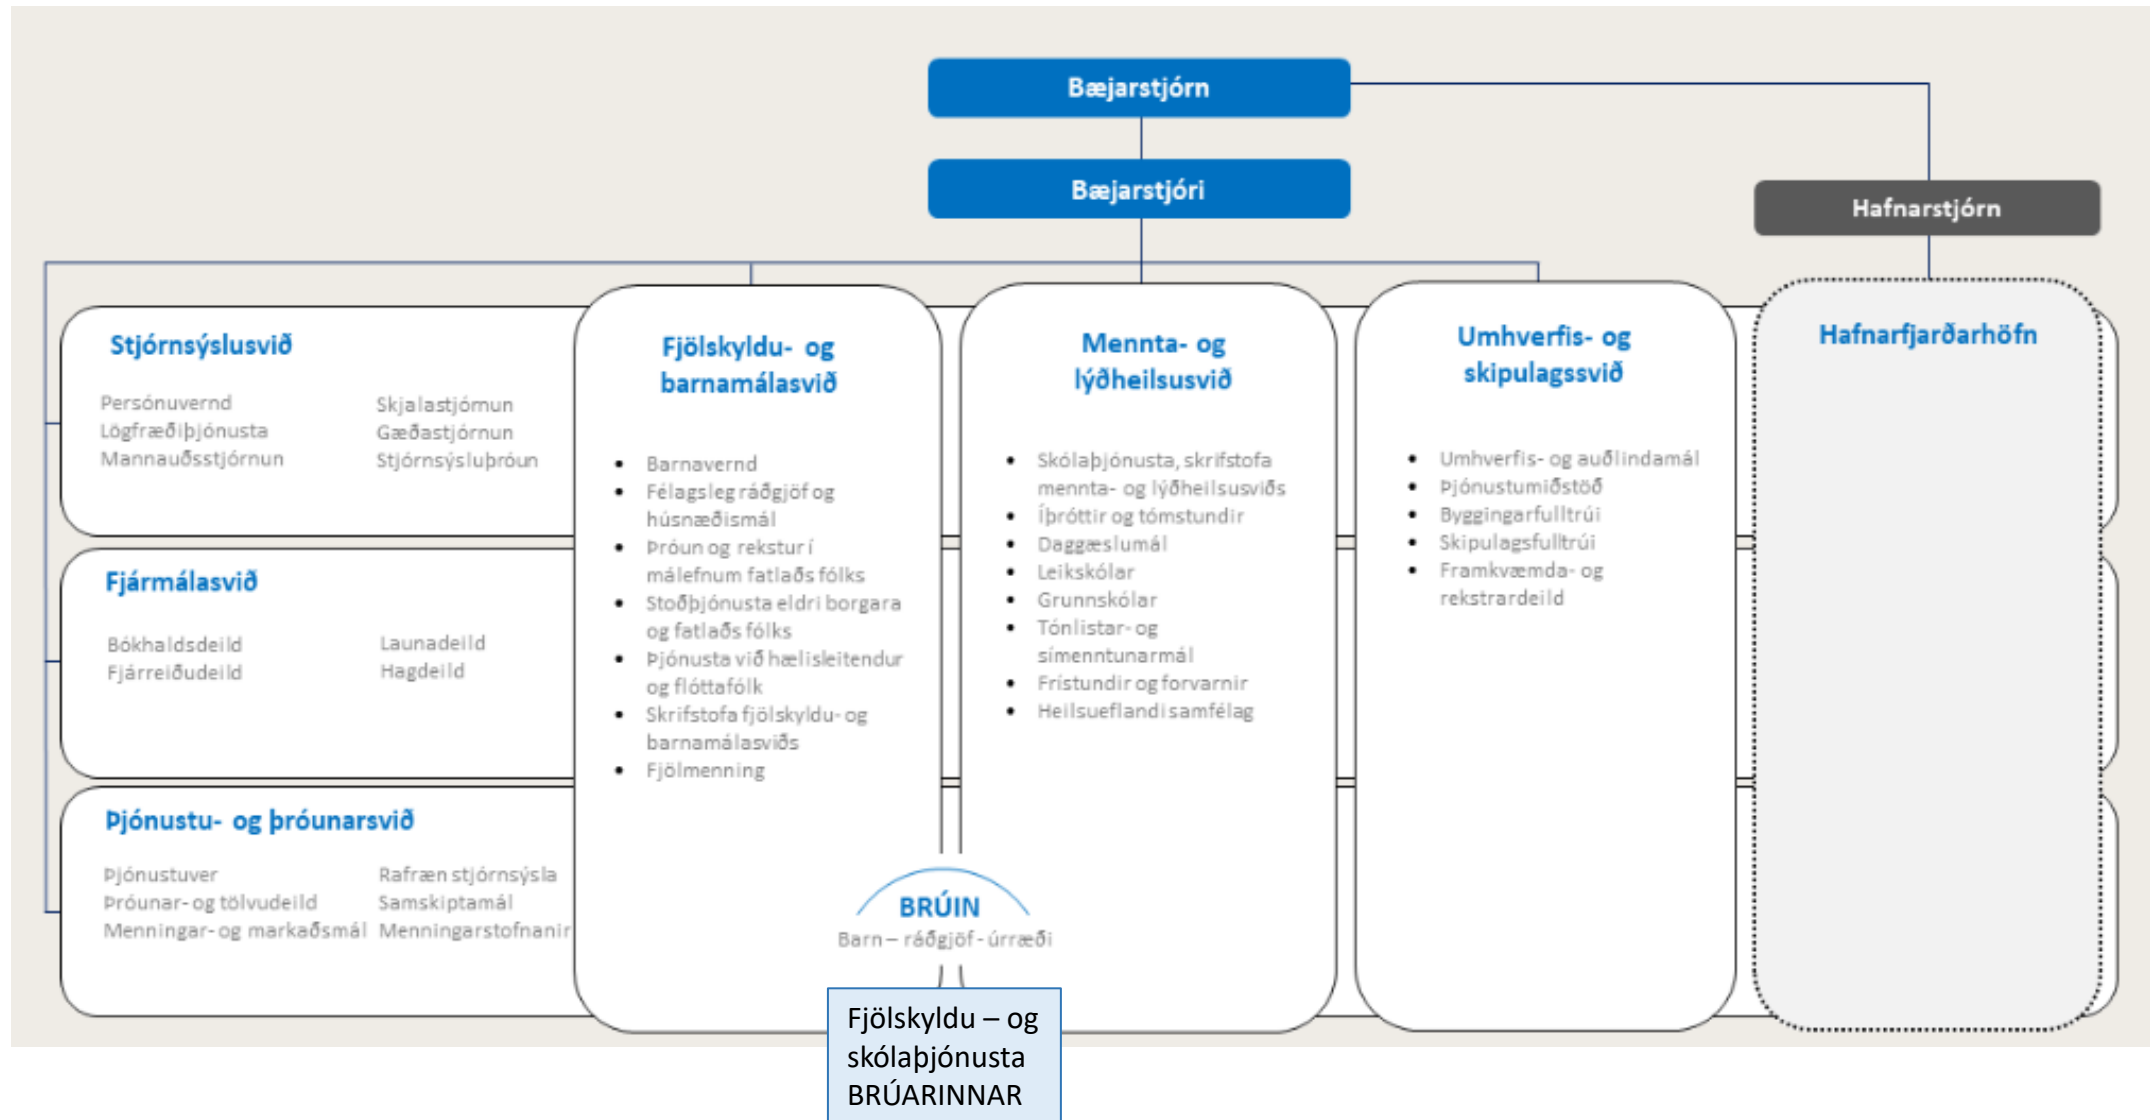 Bæjarstjórn
Bæjarstjóri
Hafnarstjórn
Stjórnsýslusvið
Persónuvernd
Lögfræðiþjónusta
Mannauðsstjórnun
Skjalastjórnun
Gæðastjórnun
Stjórnsýsluþróun
Fjármálasvið
Bókhaldsdeild
Fjárreiðudeild
Launadeild
Hagdeild
Þjónustu- og þróunarsvið
Þjónustuver
Þróunar- og tölvudeild
Menningar- og markaðsmál
Rafræn stjórnsýsla
Samskiptamál
Menningarstofnanir
Fjölskyldu- og
barnamálasvið
• Barnavernd
• Félagsleg ráðgjöf og
húsnæðismál
• Þróun og rekstur í
málefnum fatlaðs fólks
• Stoðþjónusta eldri borgara
og fatlaðs fólks
• Þjónusta við hælisleitendur
og flóttafólk
• Skrifstofa fjölskyldu- og
barnamálasviðs
• Fjölmenning
Mennta- og
lýðheilsusvið
• Skólaþjónusta, skrifstofa
mennta- og lýðheilsusviðs
• Íþróttir og tómstundir
• Daggæslumál
• Leikskólar
• Grunnskólar
• Tónlistar- og
símenntunarmál
• Frístundir og forvarnir
• Heilsueflandi samfélag
Umhverfis- og
skipulagssvið
• Umhverfis- og auðlindamál
• Þjónustumiðstöð
• Byggingarfulltrúi
• Skipulagsfulltrúi
• Framkvæmda- og
rekstrardeild
Hafnarfjarðarhöfn
BRÚIN
Barn – ráðgjöf - úrræði
Fjölskyldu – og
skólaþjónusta
BRÚARINNAR